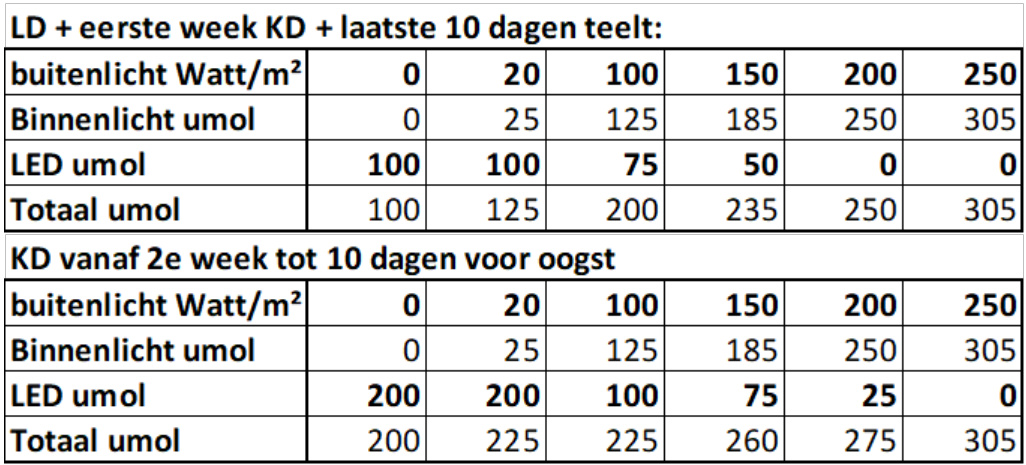 LD + eerste week KD + laatste 10 dagen teelt:
buitenlicht Watt/m² 0 20 100 150 200 250
Binnenlicht umol 0 25 125 185 250 305
LED umol 100 100 75 50 0 0
Totaal umol 100 125 200 235 250 305
KD vanaf 2e week tot 10 dagen voor oogst
buitenlicht Watt/m² 0 20 100 150 200 250
Binnenlicht umol 0 25 125 185 250 305
LED umol 200 200 100 75 25 0
Totaal umol 200 225 225 260 275 305